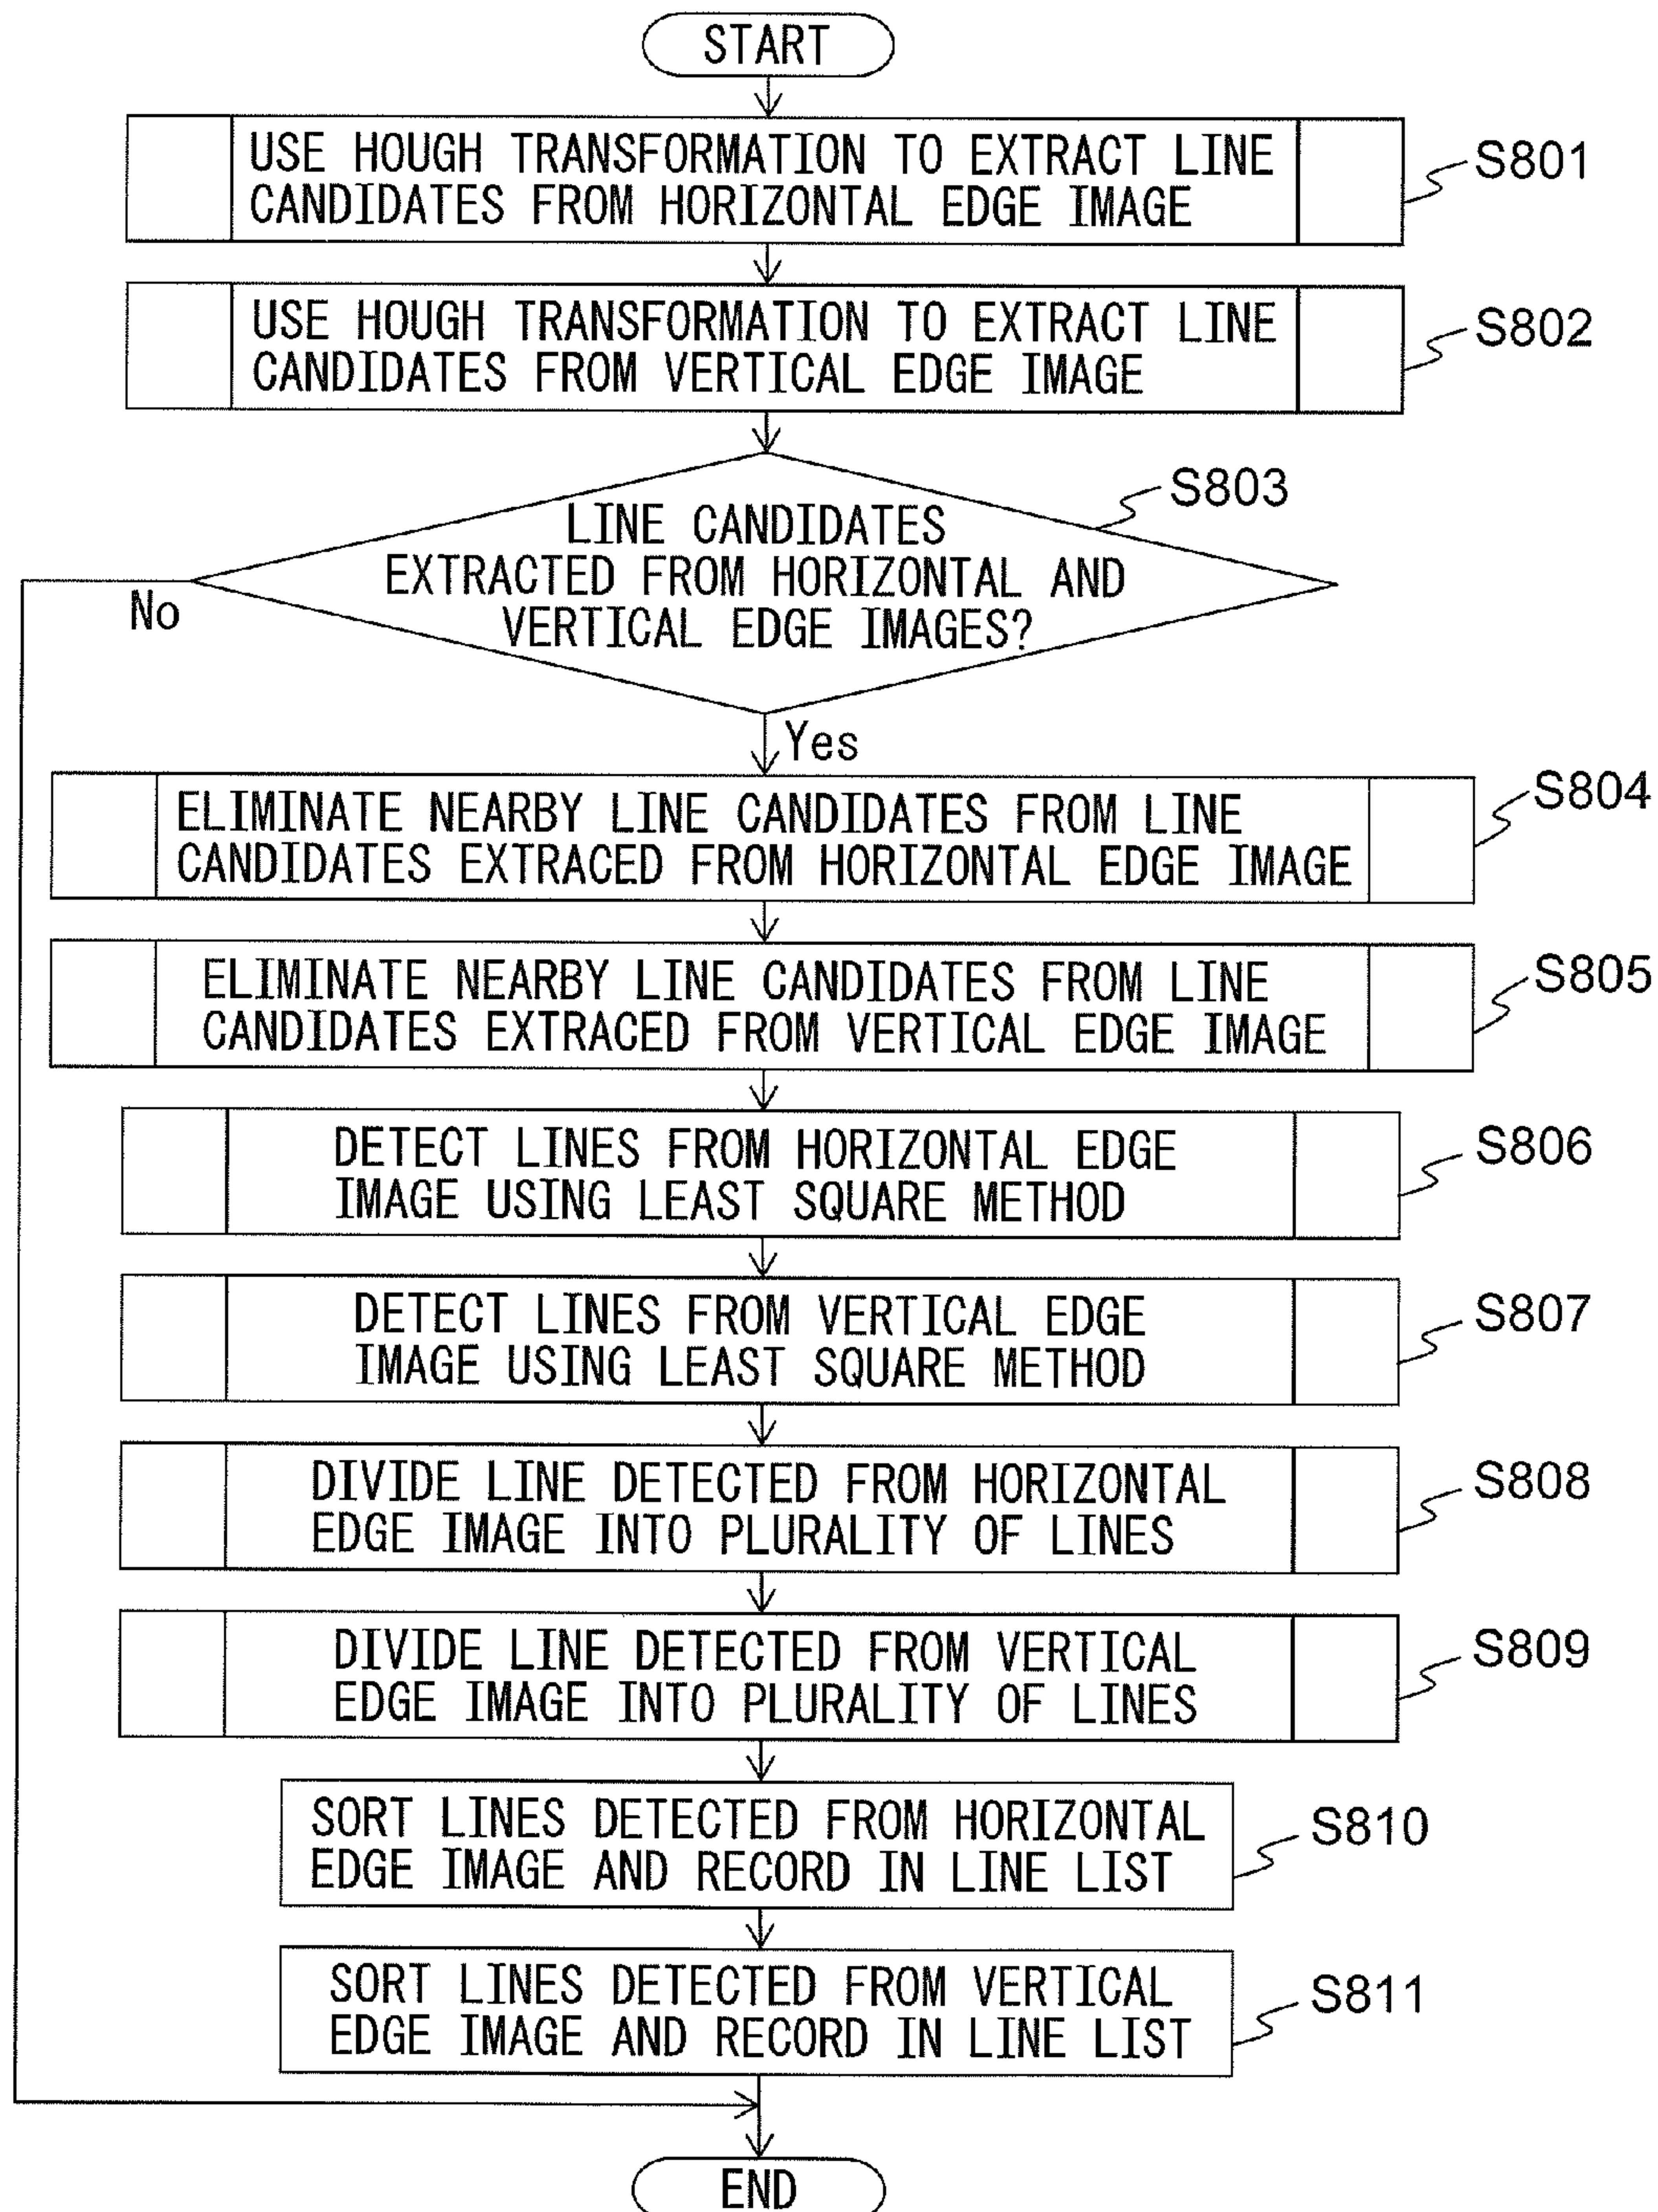 START
USE HOUGH TRANSFORMATION TO EXTRACT LINE
CANDIDATES FROM HORIZONTAL EDGE IMAGE
S801
USE HOUGH TRANSFORMATION TO EXTRACT LINE
CANDIDATES FROM VERTICAL EDGE IMAGE
S802
S803
LINE CANDIDATES
EXTRACTED FROM HORIZONTAL AND
VERTICAL EDGE IMAGES?
No
Yes
ELIMINATE NEARBY LINE CANDIDATES FROM LINE
CANDIDATES EXTRACED FROM HORIZONTAL EDGE IMAGE
S804
ELIMINATE NEARBY LINE CANDIDATES FROM LINE
CANDIDATES EXTRACED FROM VERTICAL EDGE IMAGE
S805
DETECT LINES FROM HORIZONTAL EDGE
IMAGE USING LEAST SQUARE METHOD
S806
DETECT LINES FROM VERTICAL EDGE
IMAGE USING LEAST SQUARE METHOD
S807
DIVIDE LINE DETECTED FROM HORIZONTAL
EDGE IMAGE INTO PLURALITY OF LINES
S808
DIVIDE LINE DETECTED FROM VERTICAL
EDGE IMAGE INTO PLURALITY OF LINES
S809
SORT LINES DETECTED FROM HORIZONTAL
EDGE IMAGE AND RECORD IN LINE LIST
S810
SORT LINES DETECTED FROM VERTICAL
EDGE IMAGE AND RECORD IN LINE LIST
S811
END